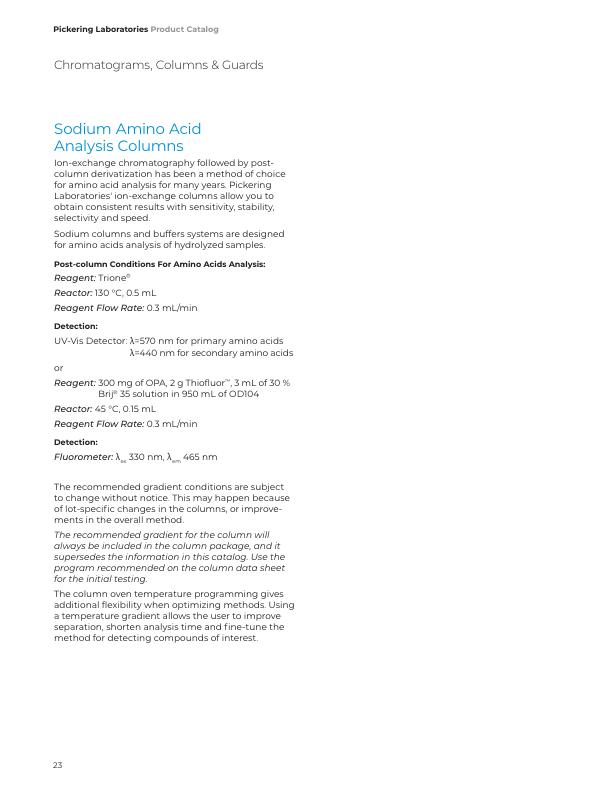 Pickering Laboratories Product Catalog
Chromatograms, Columns & Guards
Sodium Amino Acid
Analysis Columns
Ion-exchange chromatography followed by post-
column derivatization has been a method of choice
for amino acid analysis for many years. Pickering
Laboratories' ion-exchange columns allow you to
obtain consistent results with sensitivity, stability,
selectivity and speed.
Sodium columns and buffers systems are designed
for amino acids analysis of hydrolyzed samples.
Post-column Conditions For Amino Acids Analysis:
Reagent: Trione®
Reactor: 130 °C, 0.5 mL
Reagent Flow Rate: 0.3 mL/min
Detection:
UV-Vis Detector: λ=570 nm for primary amino acids
λ=440 nm for secondary amino acids
or
Reagent: 300 mg of OPA, 2 g Thiofluor™, 3 mL of 30 %
Brij® 35 solution in 950 mL of OD104
Reactor: 45 °C, 0.15 mL
Reagent Flow Rate: 0.3 mL/min
Detection:
Fluorometer: λex 330 nm, λem 465 nm
The recommended gradient conditions are subject
to change without notice. This may happen because
of lot-specific changes in the columns, or improve-
ments in the overall method.
The recommended gradient for the column will
always be included in the column package, and it
supersedes the information in this catalog. Use the
program recommended on the column data sheet
for the initial testing.
The column oven temperature programming gives
additional flexibility when optimizing methods. Using
a temperature gradient allows the user to improve
separation, shorten analysis time and fine-tune the
method for detecting compounds of interest.
23